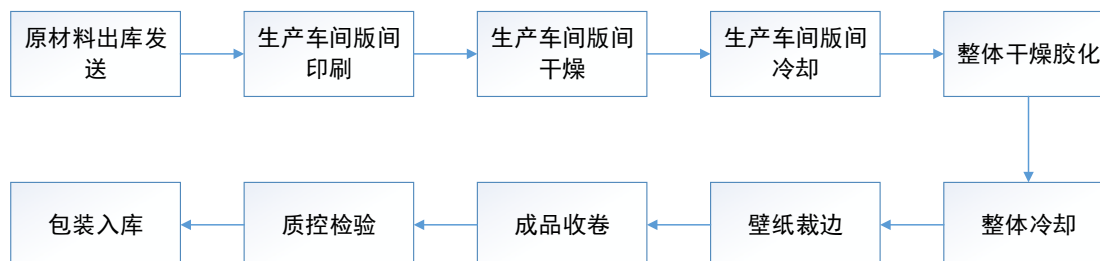 原材料出库发
送
生产车间版间
印刷
生产车间版间
干燥
生产车间版间
冷却
整体干燥胶化
整体冷却
壁纸裁边
成品收卷
质控检验
包装入库